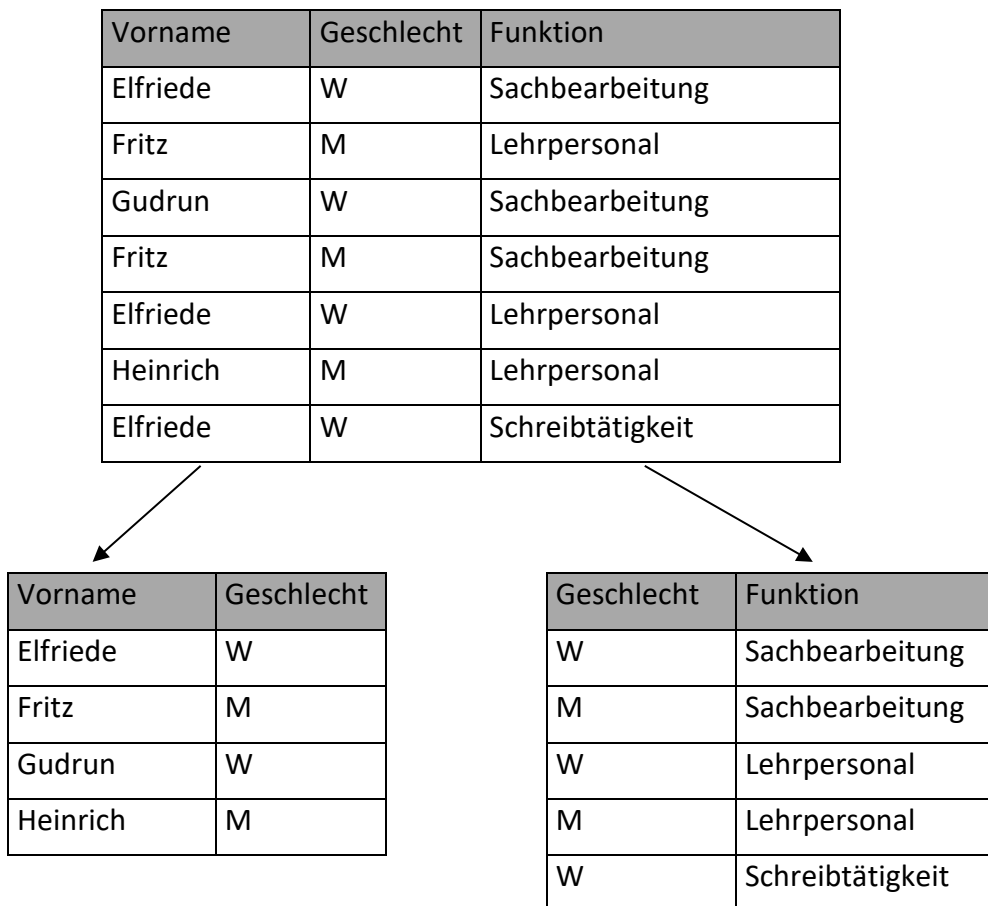 Vorname Geschlecht Funktion
Elfriede W Sachbearbeitung
Fritz M Lehrpersonal
Gudrun W Sachbearbeitung
Fritz M Sachbearbeitung
Elfriede W Lehrpersonal
Heinrich M Lehrpersonal
Elfriede W Schreibtätigkeit
Vorname Geschlecht
Elfriede W
Fritz M
Gudrun W
Heinrich M
Geschlecht Funktion
W Sachbearbeitung
M Sachbearbeitung
W Lehrpersonal
M Lehrpersonal
W Schreibtätigkeit